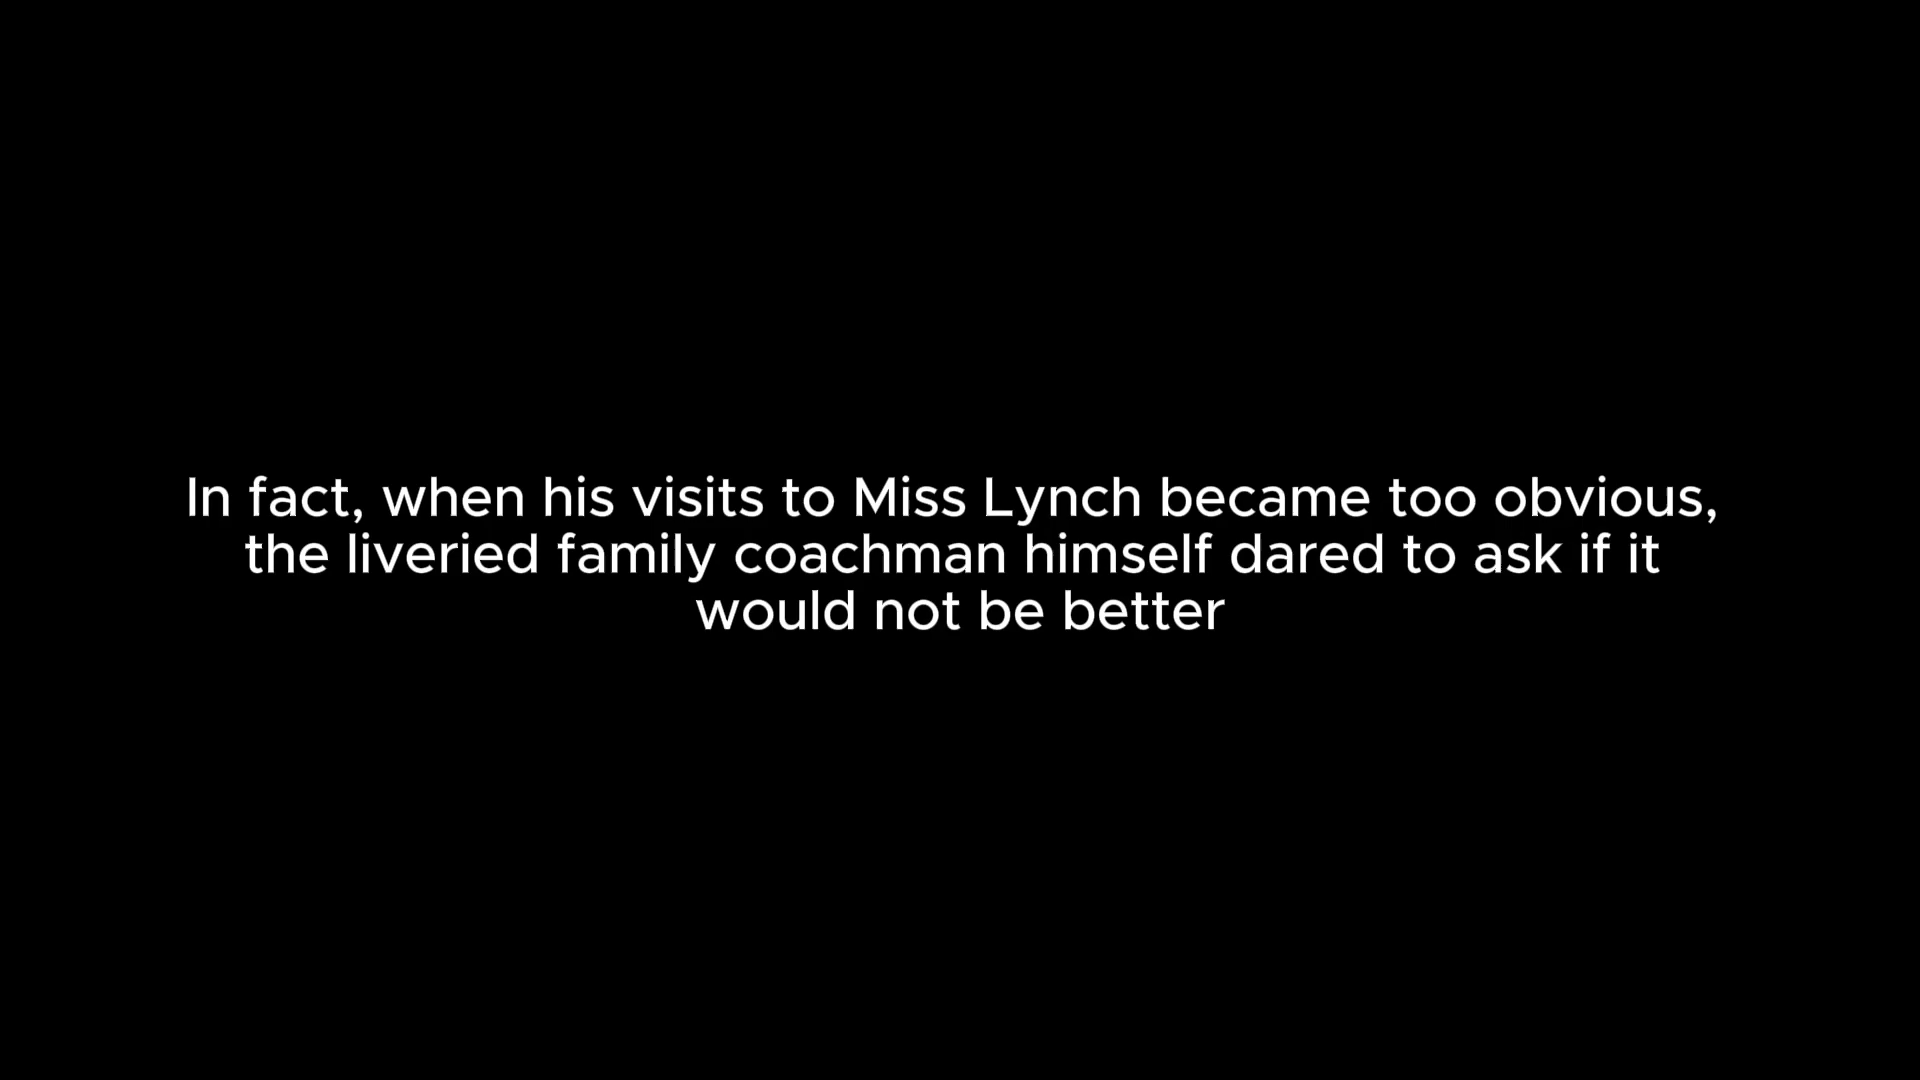 In fact, when his visits to Miss Lynch became too obvious,
the liveried family coachman himself dared to ask if it
would not be better